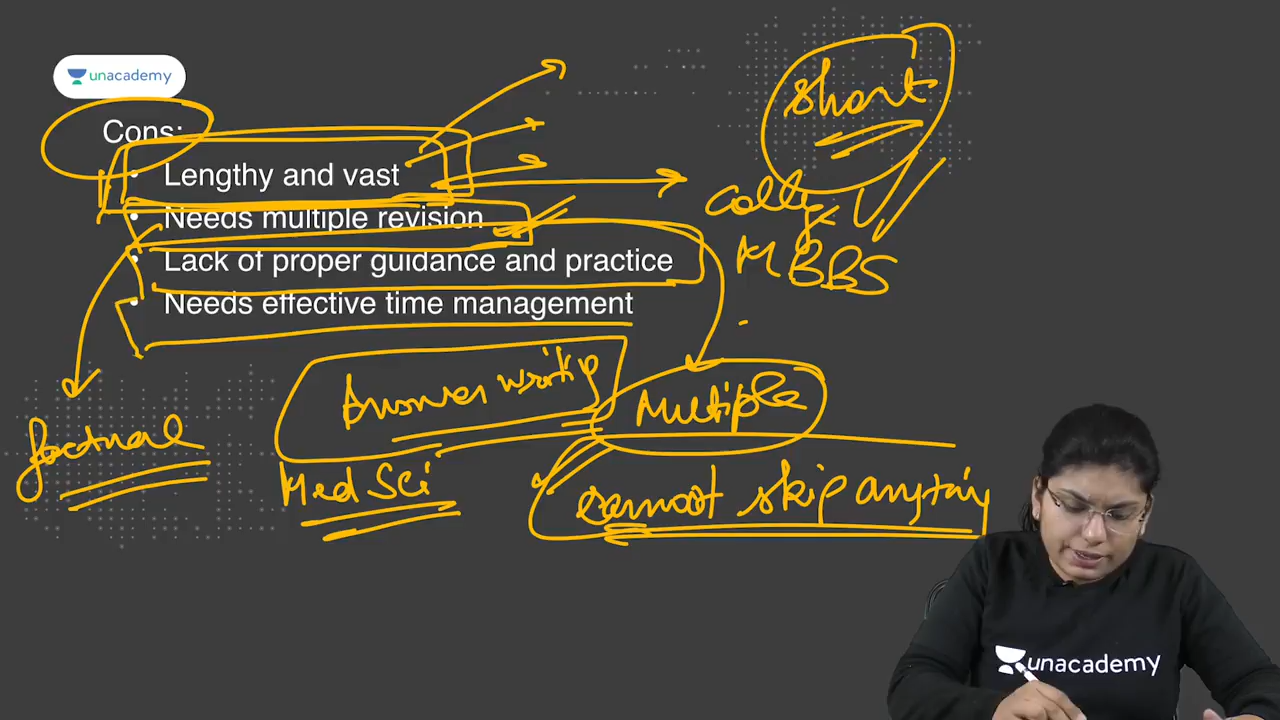 unacademy
short
Cons:
• Lengthy and vast
• Needs multiple revision
• Lack of proper guidance and practice
• Needs effective time management
MBBS
Answer writing
Multiple
factual
Med Sci
cannot skip anything
unacademy